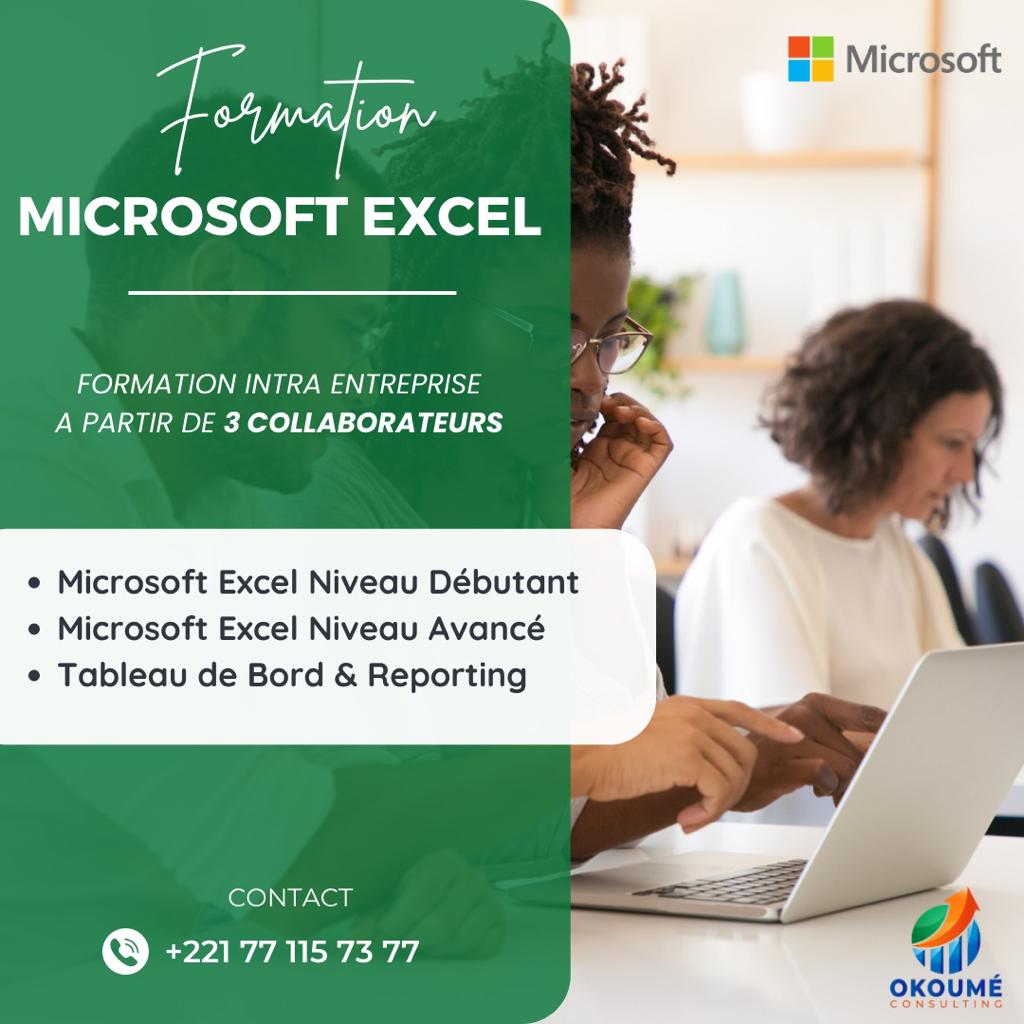 Formation
MICROSOFT EXCEL
Microsoft
FORMATION INTRA ENTREPRISE
A PARTIR DE 3 COLLABORATEURS
• Microsoft Excel Niveau Débutant
• Microsoft Excel Niveau Avancé
• Tableau de Bord & Reporting
CONTACT
+221 77 115 73 77
OKOUMÉ
CONSULTING